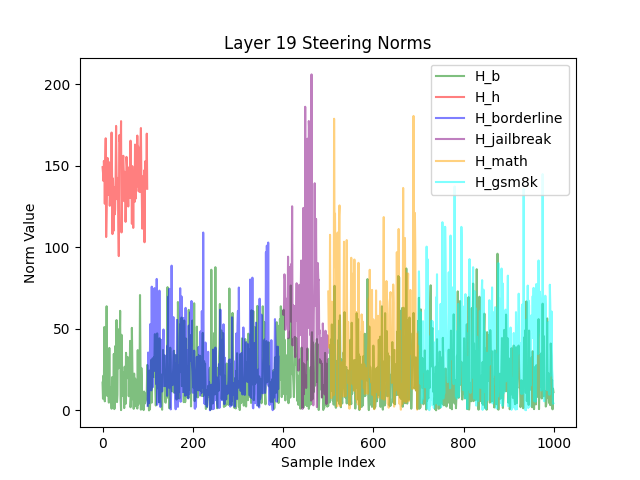 Layer 19 Steering Norms
H_b
H_h
H_borderline
H_jailbreak
H_math
H_gsm8k
Norm Value
200
150
100
50
0
0
200
400
600
800
1000
Sample Index